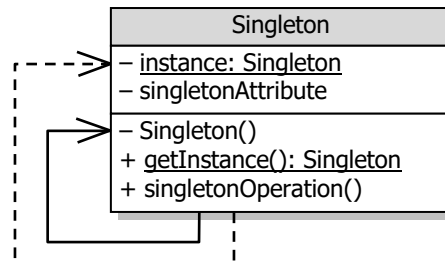 Singleton
– instance: Singleton
– singletonAttribute
– Singleton()
+ getInstance(): Singleton
+ singletonOperation()